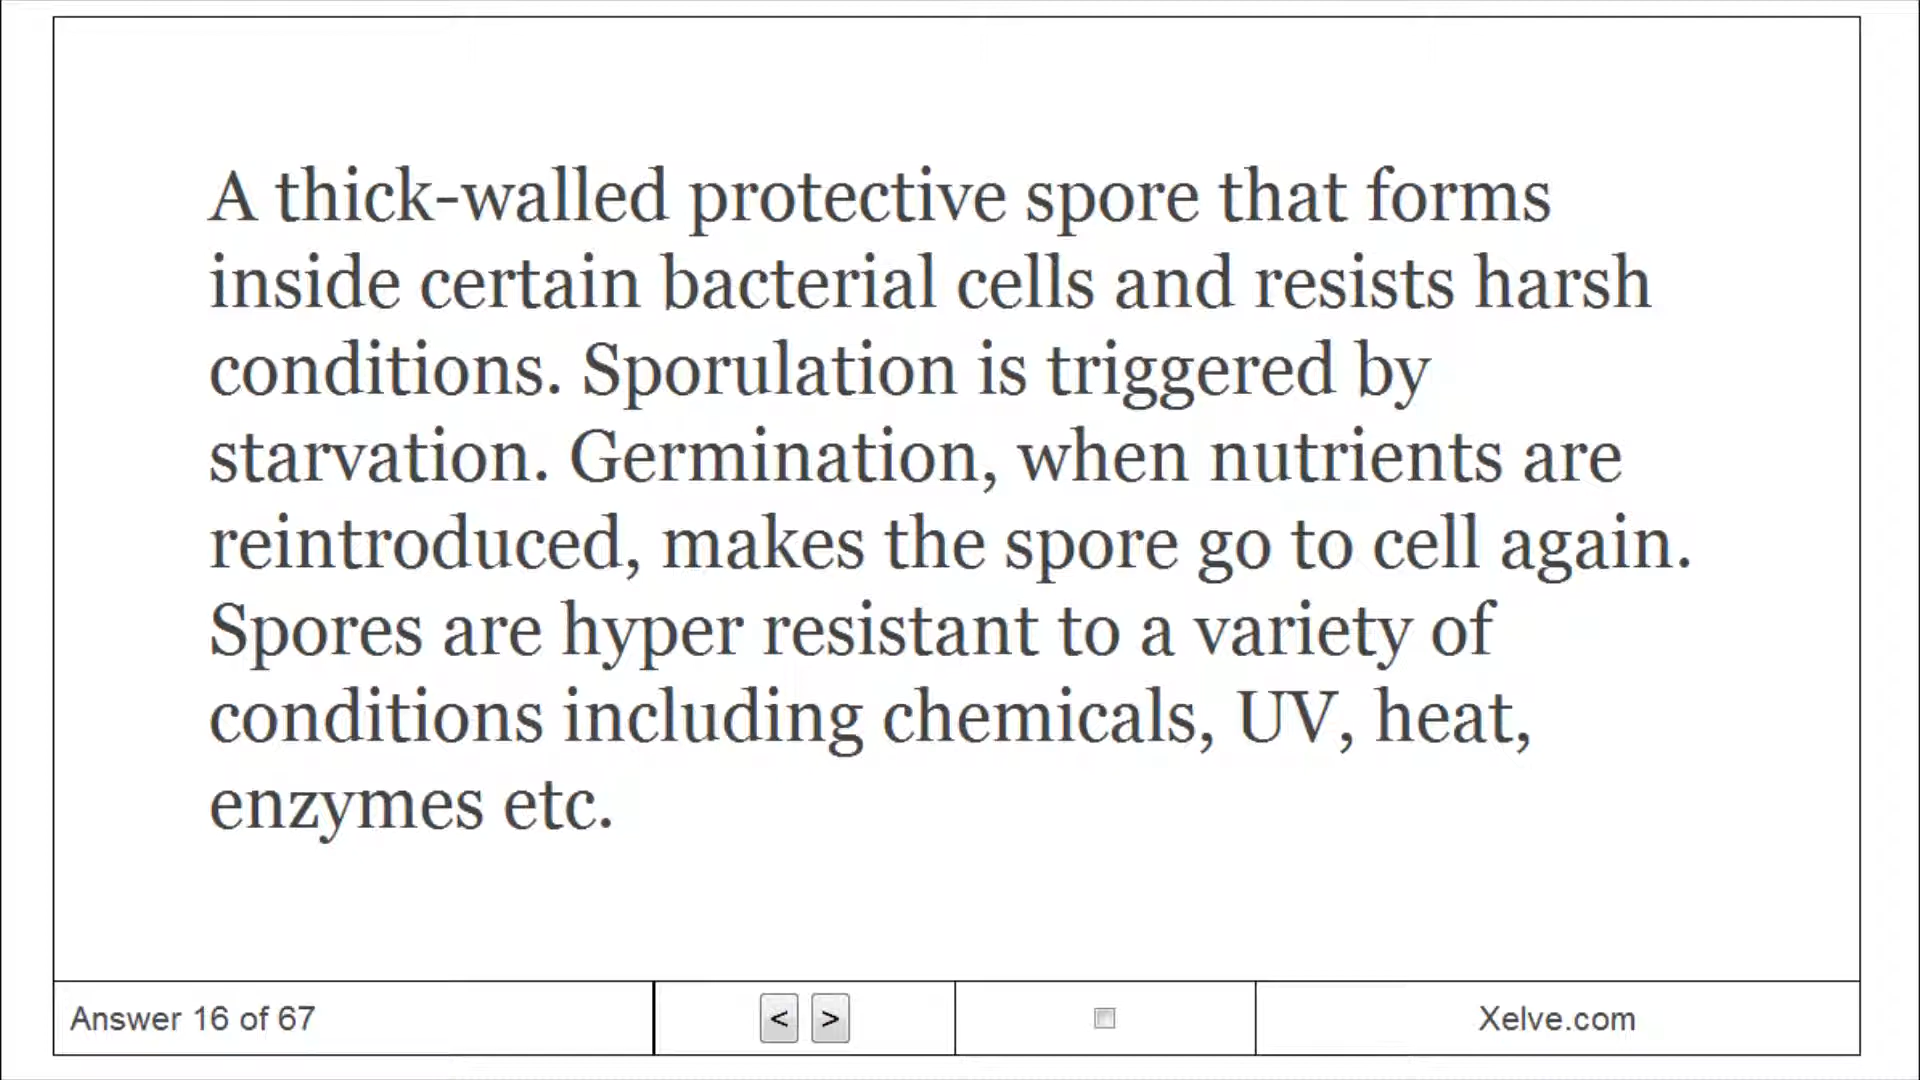 A thick-walled protective spore that forms
inside certain bacterial cells and resists harsh
conditions. Sporulation is triggered by
starvation. Germination, when nutrients are
reintroduced, makes the spore go to cell again.
Spores are hyper resistant to a variety of
conditions including chemicals, UV, heat,
enzymes etc.
Answer 16 of 67
< >
Xelve.com